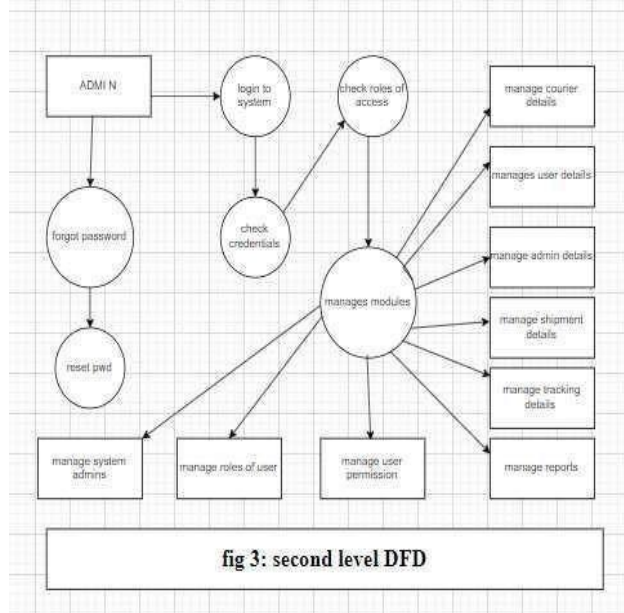 ADMI N
login to
system
check roles of
access
manage courier
details
manages user details
forgot password
check
credentials
manage admin details
manages modules
manage shipment
details
reset pwd
manage tracking
details
manage system
admins
manage roles of user
manage user
permission
manage reports
fig 3: second level DFD